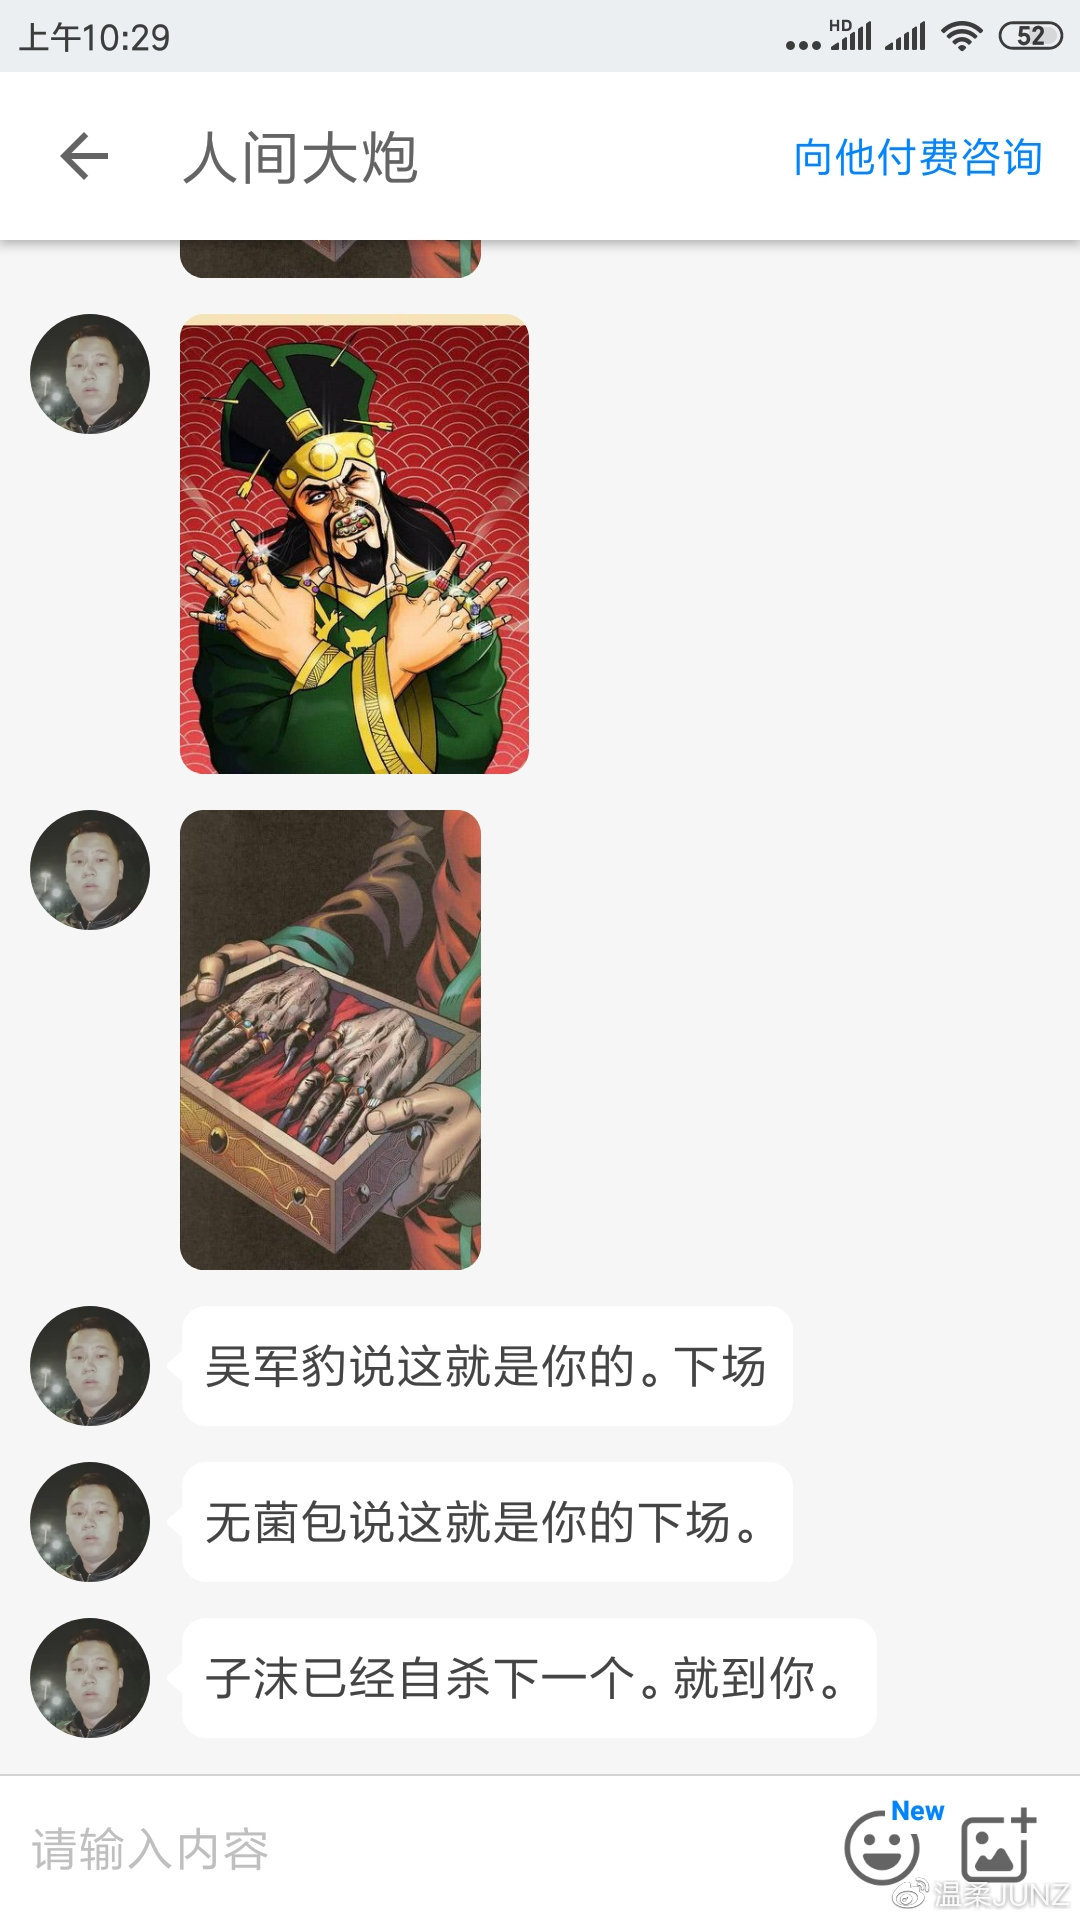 上午10:29
HD
52
人间大炮
向他付费咨询
吴军豹说这就是你的。下场
无菌包说这就是你的下场。
子沫已经自杀下一个。就到你。
请输入内容
New
温柔JUNZ